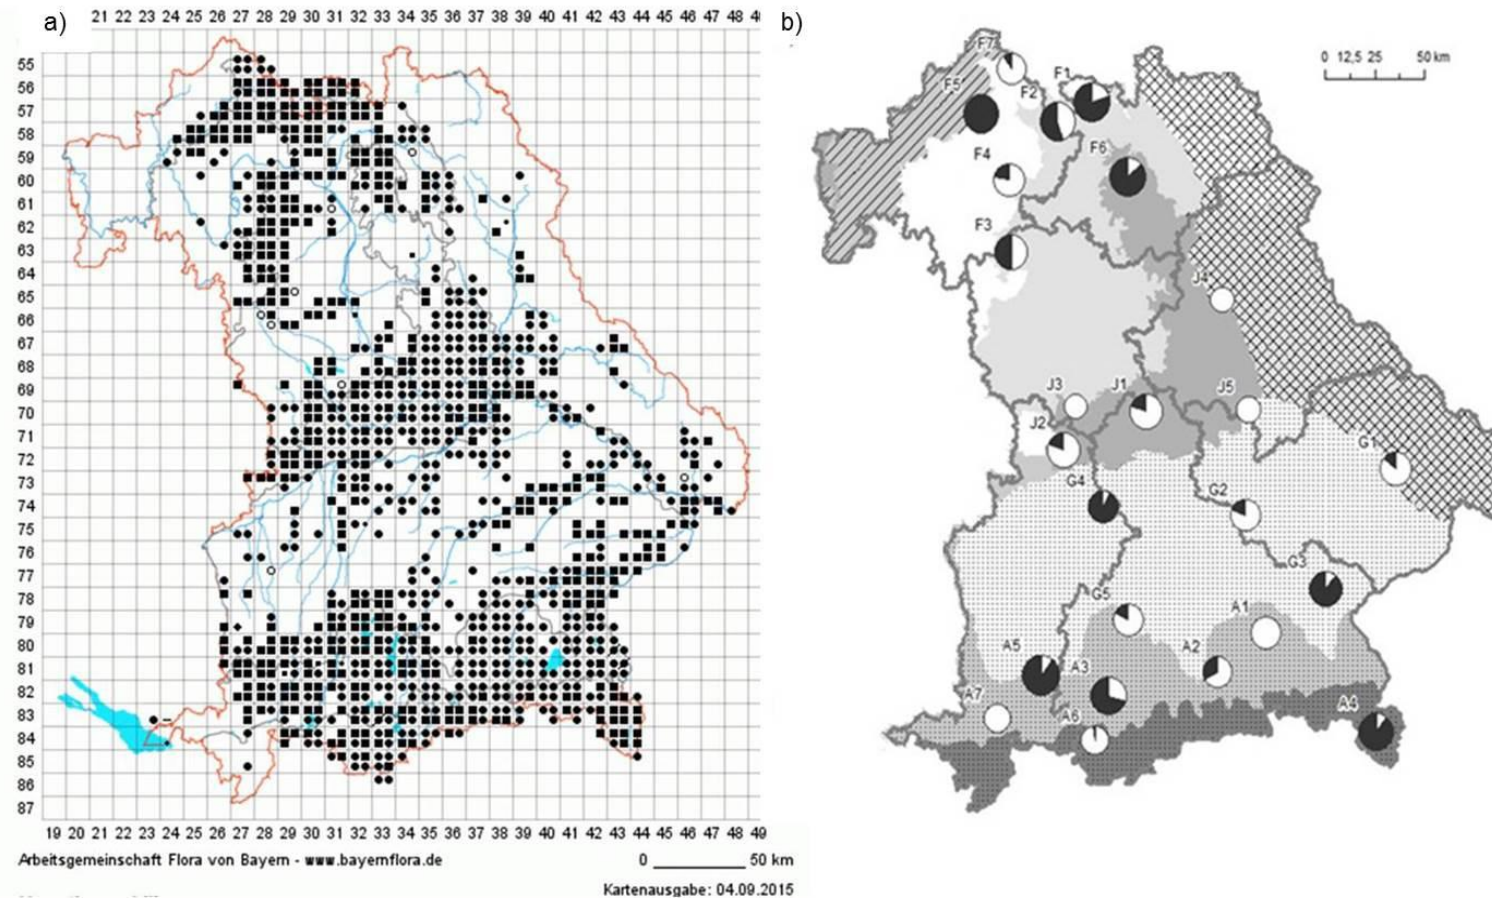 a)
21 22 23 24 25 26 27 28 29 30 31 32 33 34 35 36 37 38 39 40 41 42 43 44 45 46 47 48
55
56
57
58
59
60
61
62
63
64
65
66
67
68
69
70
71
72
73
74
75
76
77
78
79
80
81
82
83
84
85
86
87
19 20 21 22 23 24 25 26 27 28 29 30 31 32 33 34 35 36 37 38 39 40 41 42 43 44 45 46 47 48 49
Arbeitsgemeinschaft Flora von Bayern - www.bayernflora.de
0 50 km
Kartenausgabe: 04.09.2015
b)
0 12,5 25 50 km
F7
F5
F2
F1
F4
F6
F3
J4
J3
J1
J5
J2
G1
G4
G2
G3
G5
A1
A5
A3
A2
A7
A6
A4